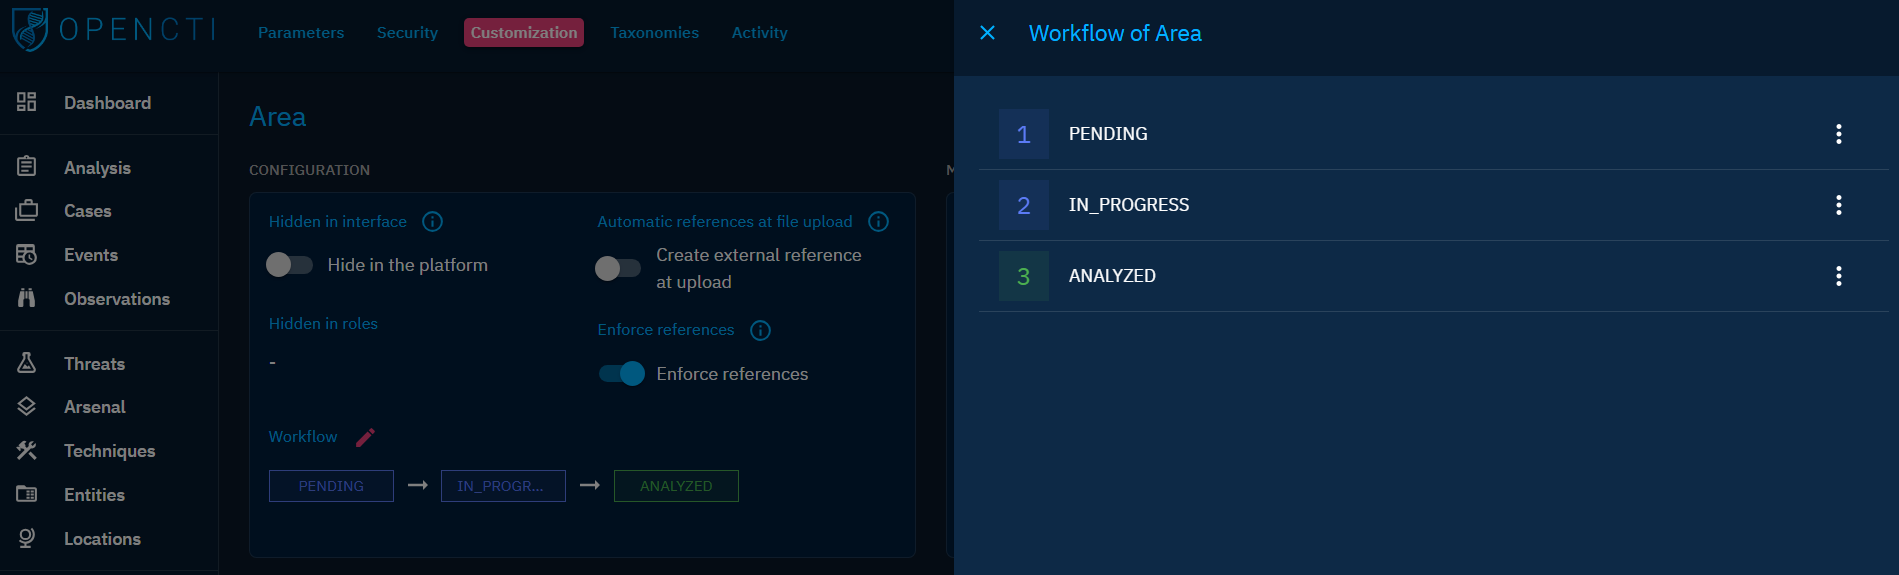 OPENCTI
Parameters
Security
Customization
Taxonomies
Activity
Dashboard
Analysis
Cases
Events
Observations
Threats
Arsenal
Techniques
Entities
Locations
Area
CONFIGURATION
Hidden in interface
Hide in the platform
Automatic references at file upload
Create external reference
at upload
Hidden in roles
-
Enforce references
Enforce references
Workflow
PENDING
IN_PROGR...
ANALYZED
Workflow of Area
1 PENDING
2 IN_PROGRESS
3 ANALYZED